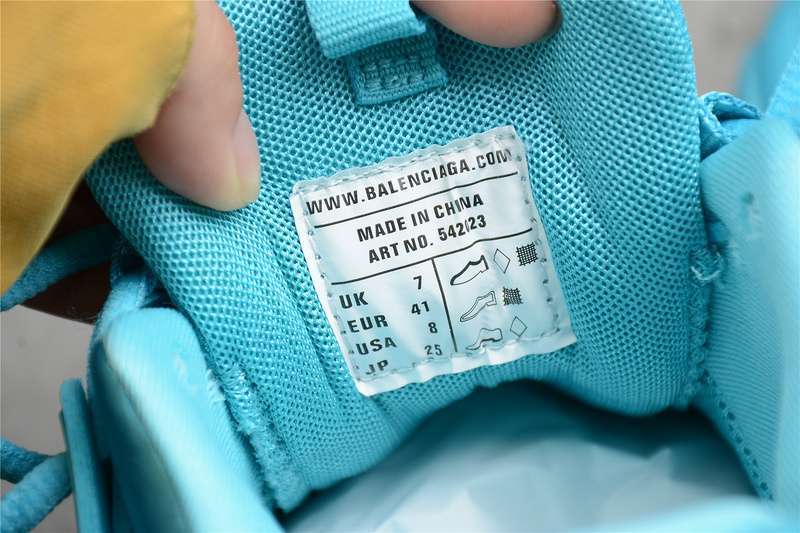 WWW.BALENCIAGA.COM
MADE IN CHINA
ART NO. 542023
UK 7
EUR 41
USA 8
JP 25